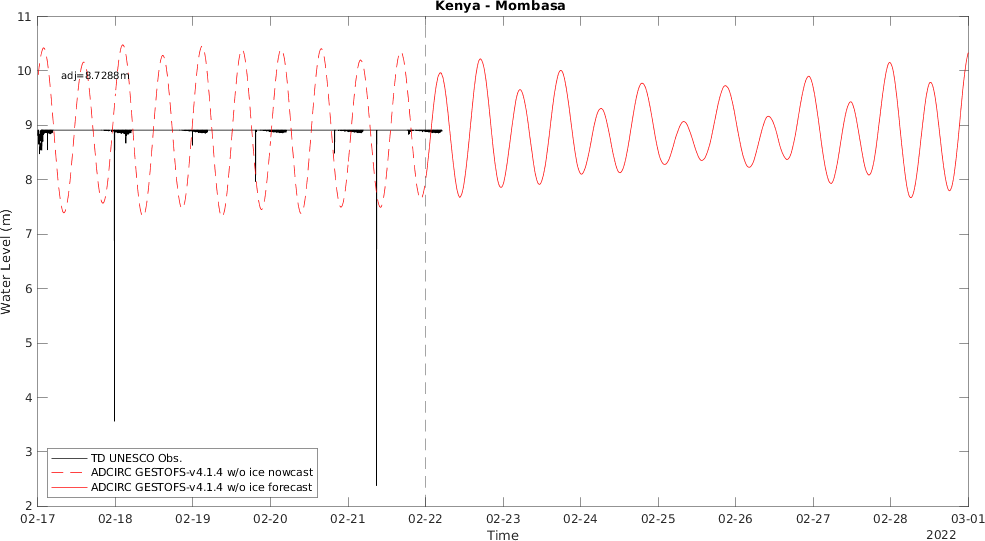 Kenya - Mombasa
11
10
9
8
7
6
5
4
3
2
Water Level (m)
adj=8.7288m
TD UNESCO Obs.
ADCIRC GESTOFS-v4.1.4 w/o ice nowcast
ADCIRC GESTOFS-v4.1.4 w/o ice forecast
02-17 02-18 02-19 02-20 02-21 02-22 02-23 02-24 02-25 02-26 02-27 02-28 03-01
Time
2022